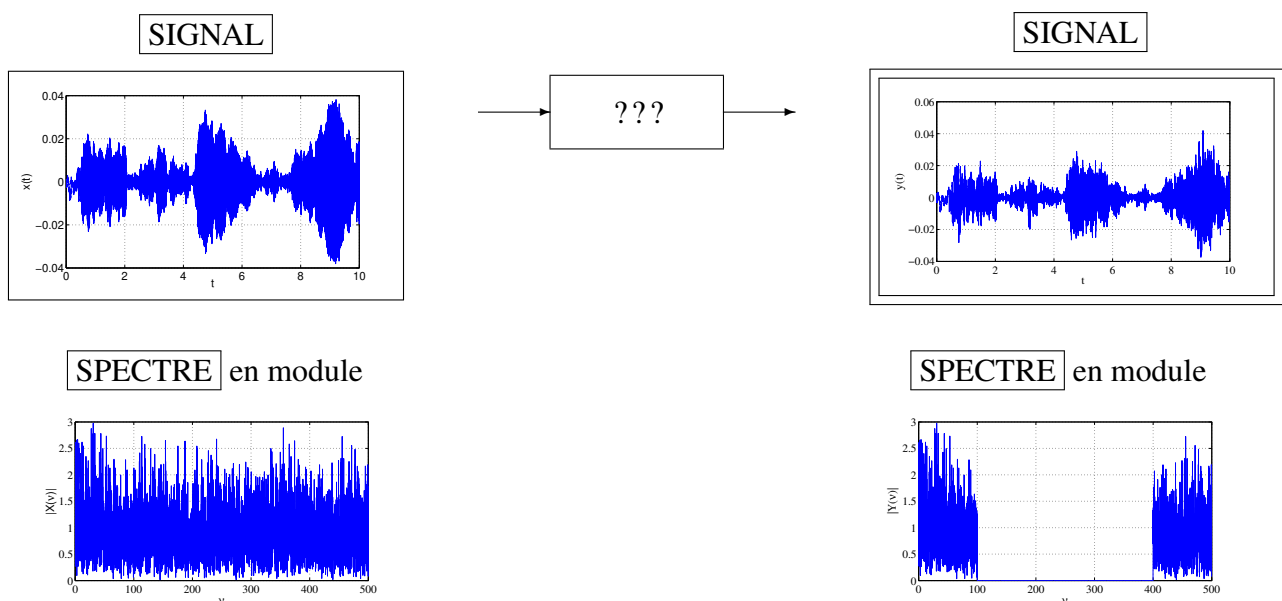 SIGNAL
SIGNAL
???
x(t)
0.04
0.02
0
−0.02
−0.04
0 2 4 6 8 10
t
y(t)
0.06
0.04
0.02
0
−0.02
−0.04
0 2 4 6 8 10
t
SPECTRE en module
SPECTRE en module
|X(ν)|
3
2.5
2
1.5
1
0.5
0
0 100 200 300 400 500
ν
|Y(ν)|
3
2.5
2
1.5
1
0.5
0
0 100 200 300 400 500
ν